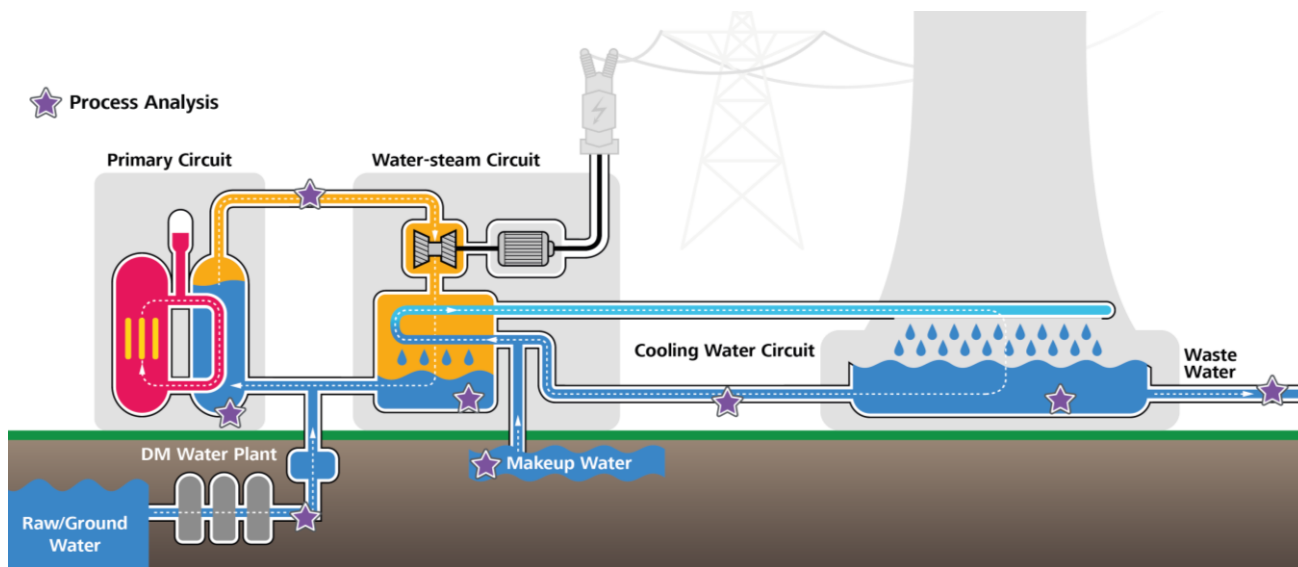 Process Analysis
Primary Circuit
Water-steam Circuit
Cooling Water Circuit
Waste
Water
DM Water Plant
Makeup Water
Raw/Ground
Water